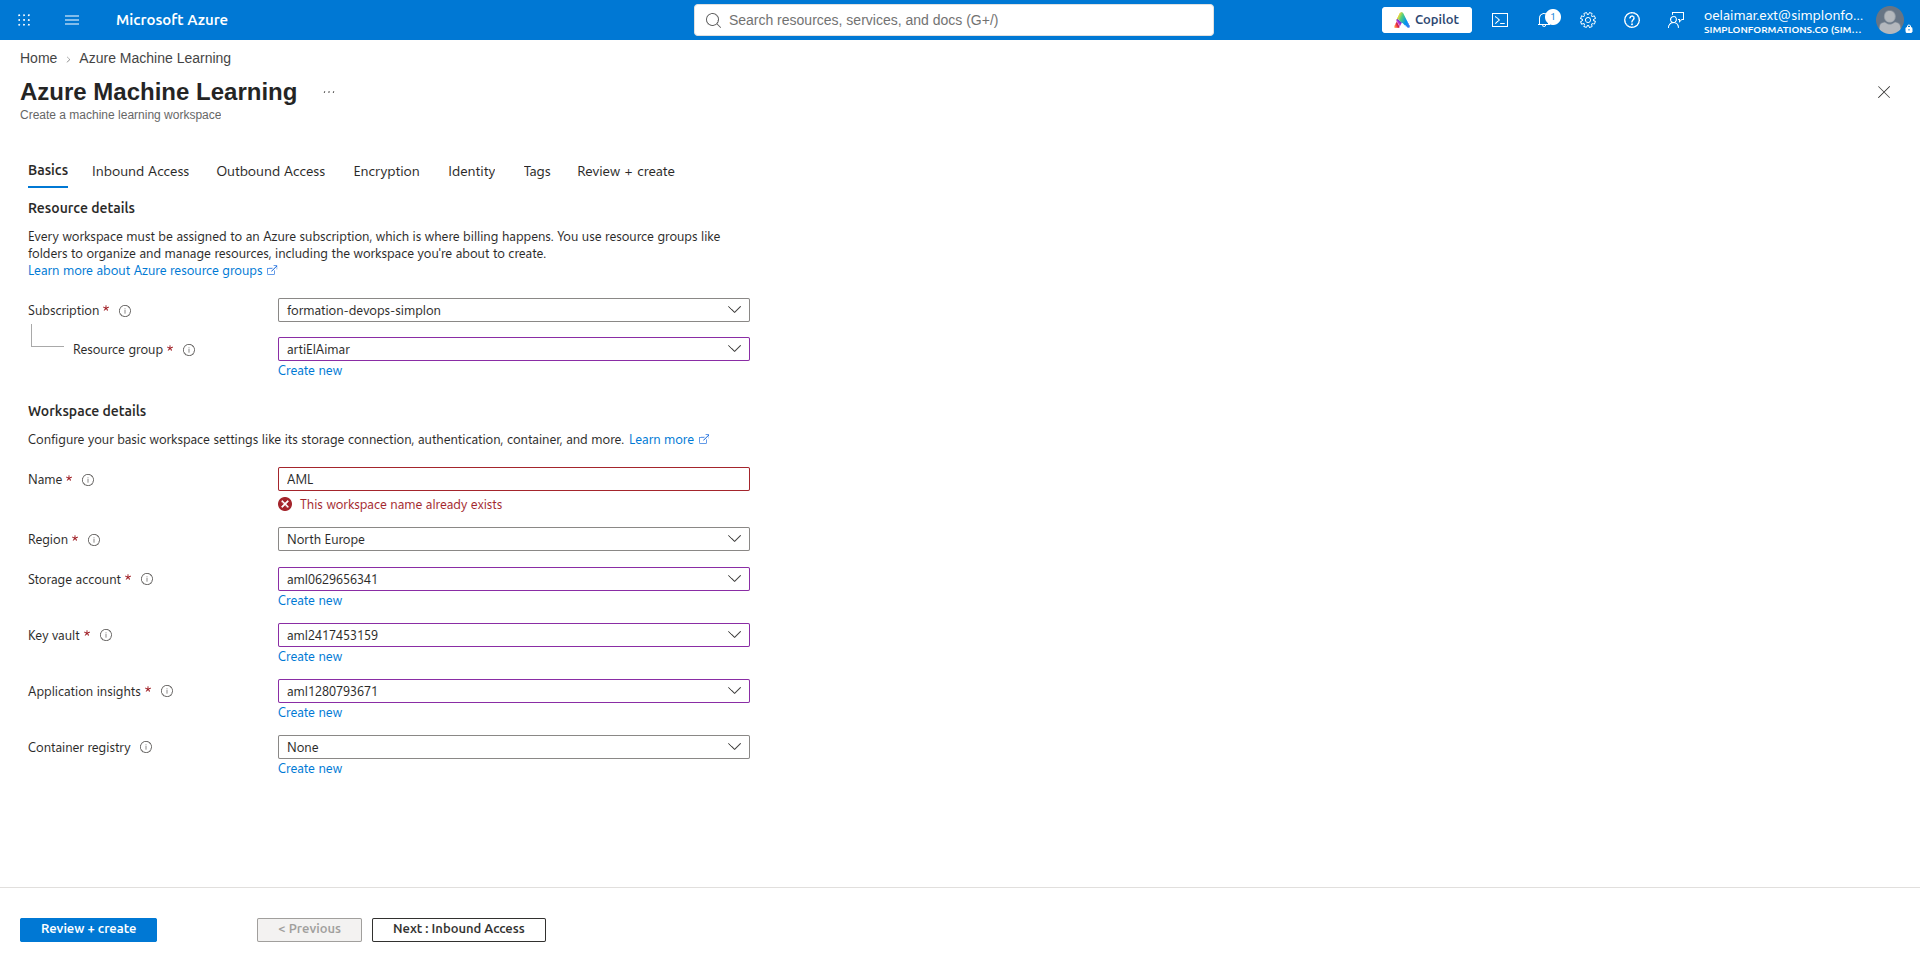 Microsoft Azure
Search resources, services, and docs (G+/)
Copilot
1
oelaimar.ext@simplonfo...
SIMPLONFORMATIONS.CO (SIM...
Home > Azure Machine Learning
Azure Machine Learning ...
Create a machine learning workspace
Basics Inbound Access Outbound Access Encryption Identity Tags Review + create
Resource details
Every workspace must be assigned to an Azure subscription, which is where billing happens. You use resource groups like
folders to organize and manage resources, including the workspace you're about to create.
Learn more about Azure resource groups
Subscription * formation-devops-simplon
Resource group * artiElAimar
Create new
Workspace details
Configure your basic workspace settings like its storage connection, authentication, container, and more. Learn more
Name * AML
This workspace name already exists
Region * North Europe
Storage account * aml0629656341
Create new
Key vault * aml2417453159
Create new
Application insights * aml1280793671
Create new
Container registry None
Create new
Review + create < Previous Next : Inbound Access